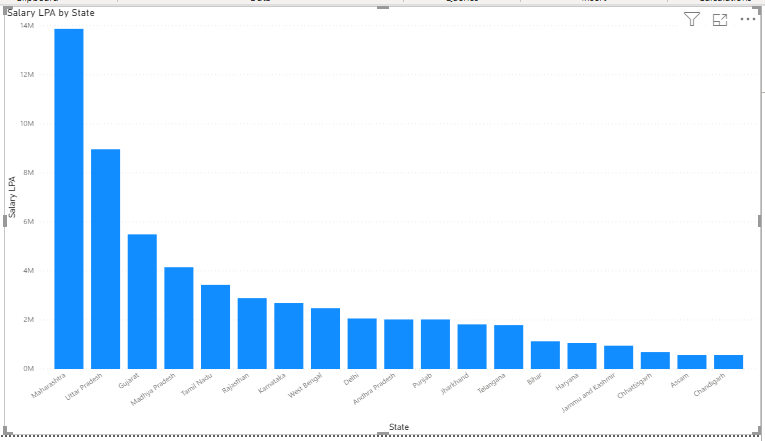 Salary LPA by State
14M
12M
10M
8M
6M
4M
2M
0M
Salary LPA
Maharashtra
Uttar Pradesh
Gujarat
Madhya Pradesh
Tamil Nadu
Rajasthan
Karnataka
West Bengal
Delhi
Andhra Pradesh
Punjab
Jharkhand
Telangana
Bihar
Haryana
Jammu and Kashmir
Chhattisgarh
Assam
Chandigarh
State